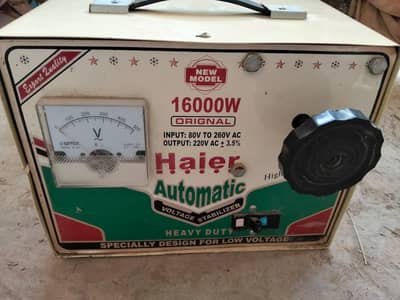 Export Quality
NEW
MODEL
16000W
ORIGNAL
INPUT: 80V TO 260V AC
OUTPUT: 220V AC ± 3.5%
Haier
Automatic
VOLTAGE STABILIZER
HEAVY DUTY
SPECIALLY DESIGN FOR LOW VOLTAGE
V